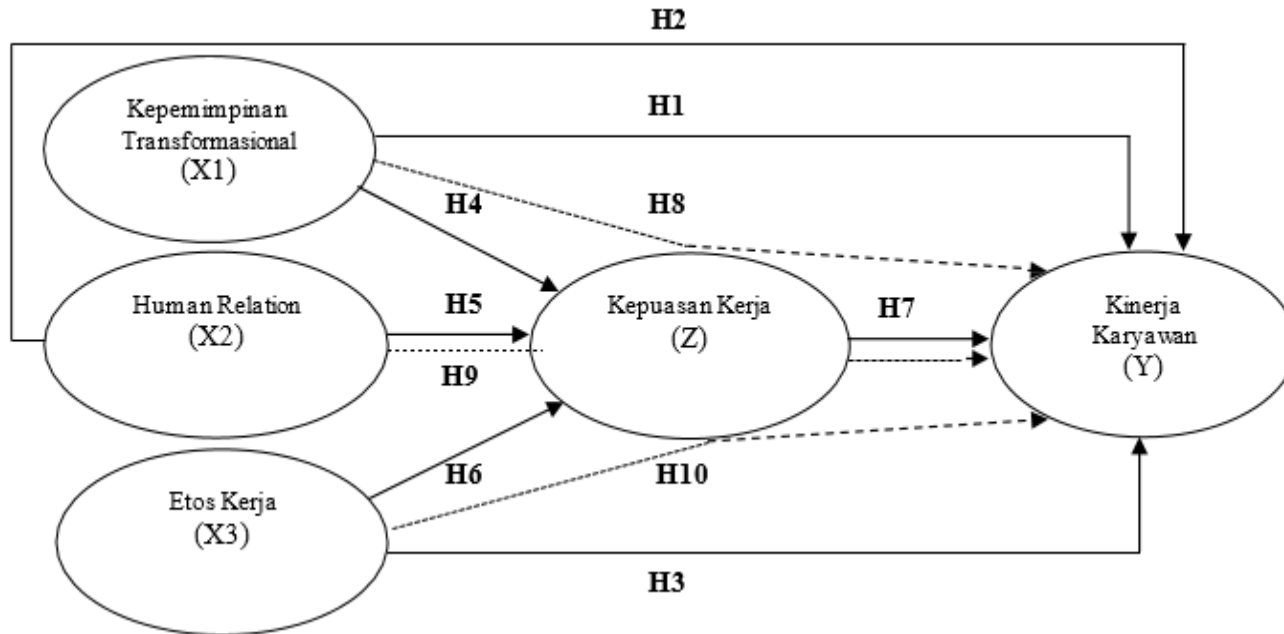 H2
H1
Kepemimpinan
Transformasional
(X1)
H4
H8
Human Relation
(X2)
H5
H9
Kepuasan Kerja
(Z)
H7
Kinerja
Karyawan
(Y)
H6
H10
Etos Kerja
(X3)
H3